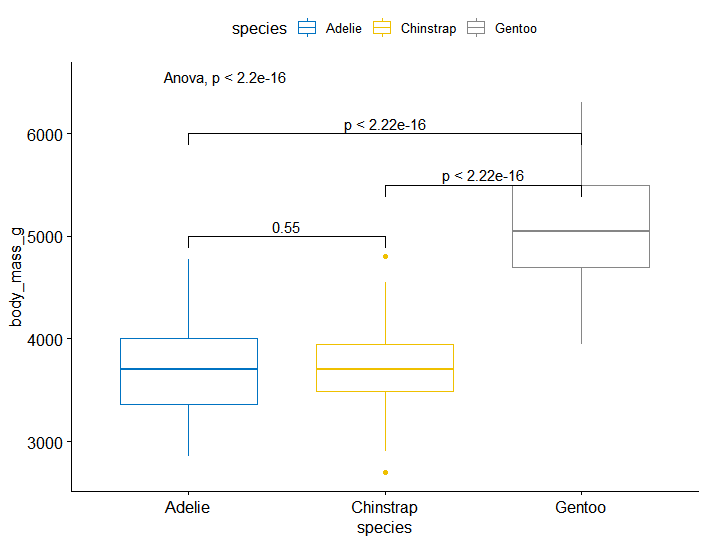 species Adelie Chinstrap Gentoo
Anova, p < 2.2e-16
p < 2.22e-16
p < 2.22e-16
0.55
6000
5000
4000
3000
body_mass_g
Adelie Chinstrap Gentoo
species